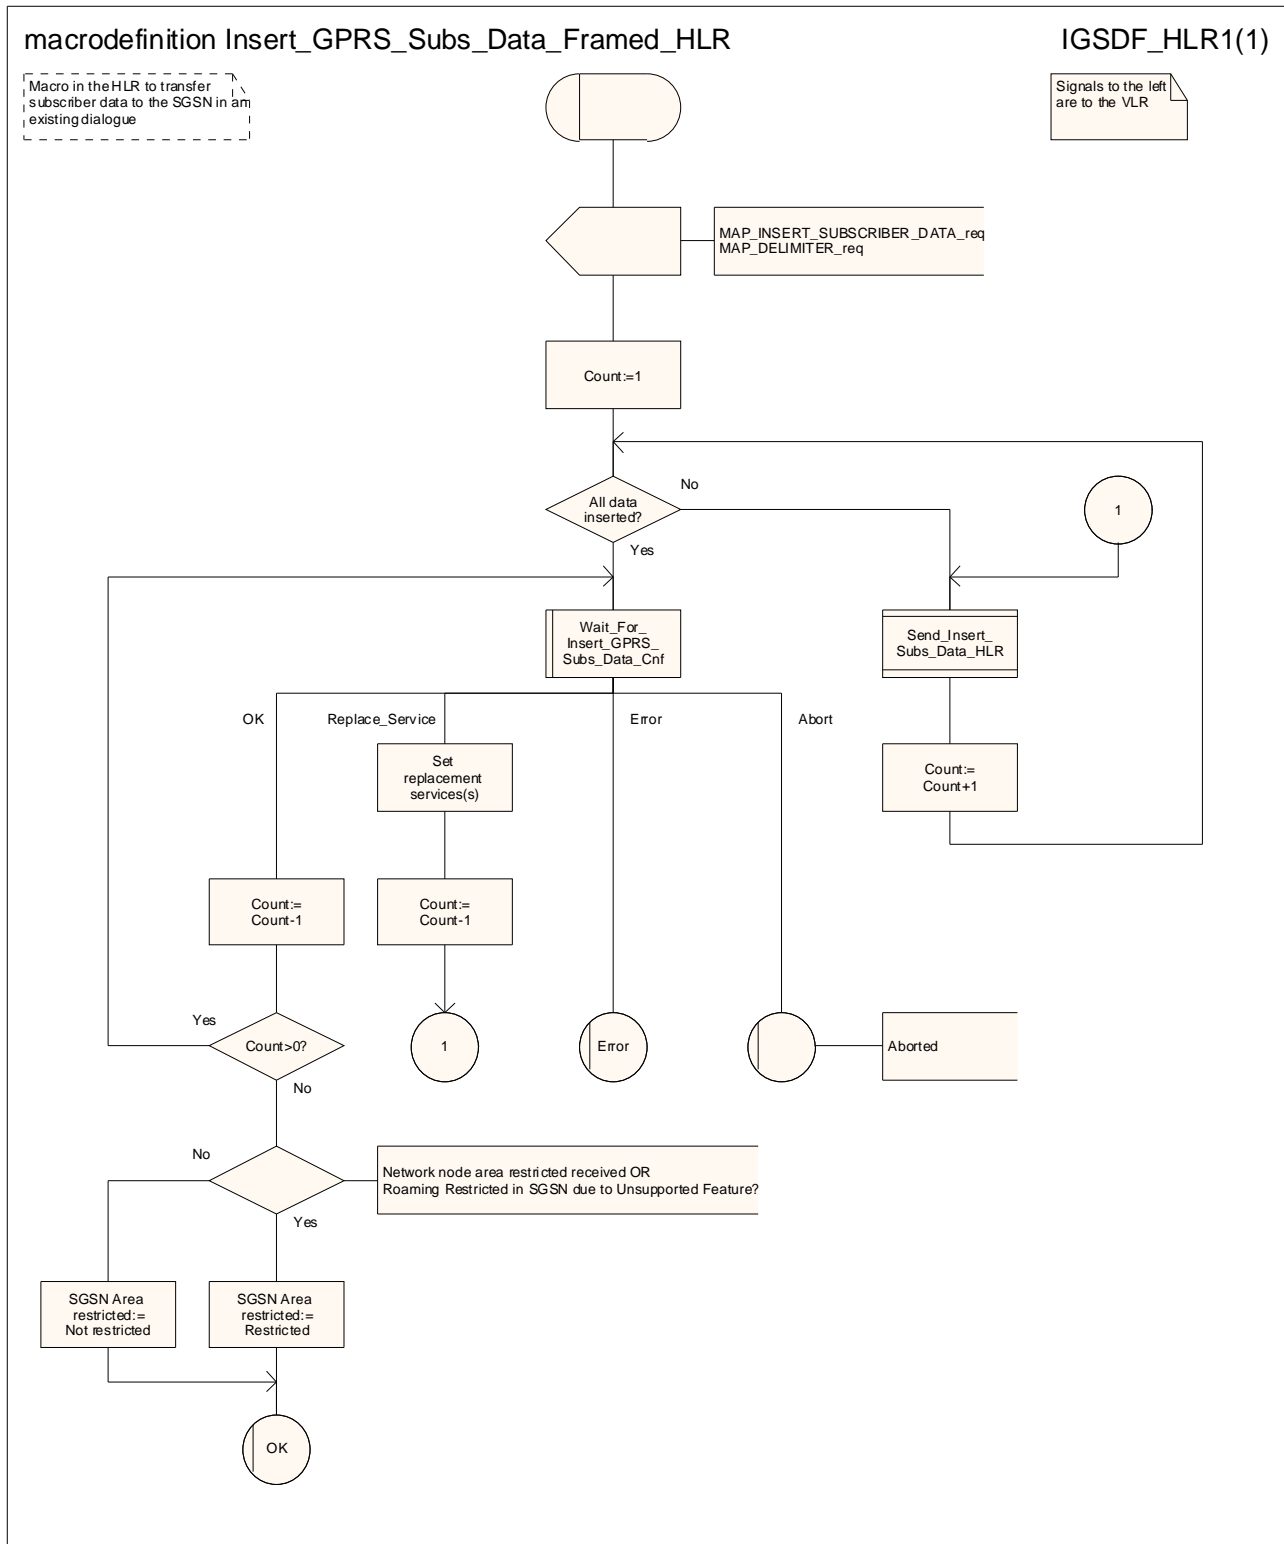 macrodefinition Insert_GPRS_Subs_Data_Framed_HLR
IGSDF_HLR1(1)
Macro in the HLR to transfer
subscriber data to the SGSN in an
existing dialogue
Signals to the left
are to the VLR
MAP_INSERT_SUBSCRIBER_DATA_req
MAP_DELIMITER_req
Count:=1
All data
inserted?
No
Yes
1
Wait_For_
Insert_GPRS_
Subs_Data_Cnf
Send_Insert_
Subs_Data_HLR
OK
Replace_Service
Error
Abort
Set
replacement
services(s)
Count:=
Count+1
Count:=
Count-1
Count:=
Count-1
Yes
Count>0?
No
1
Error
Aborted
No
Yes
Network node area restricted received OR
Roaming Restricted in SGSN due to Unsupported Feature?
SGSN Area
restricted:=
Not restricted
SGSN Area
restricted:=
Restricted
OK